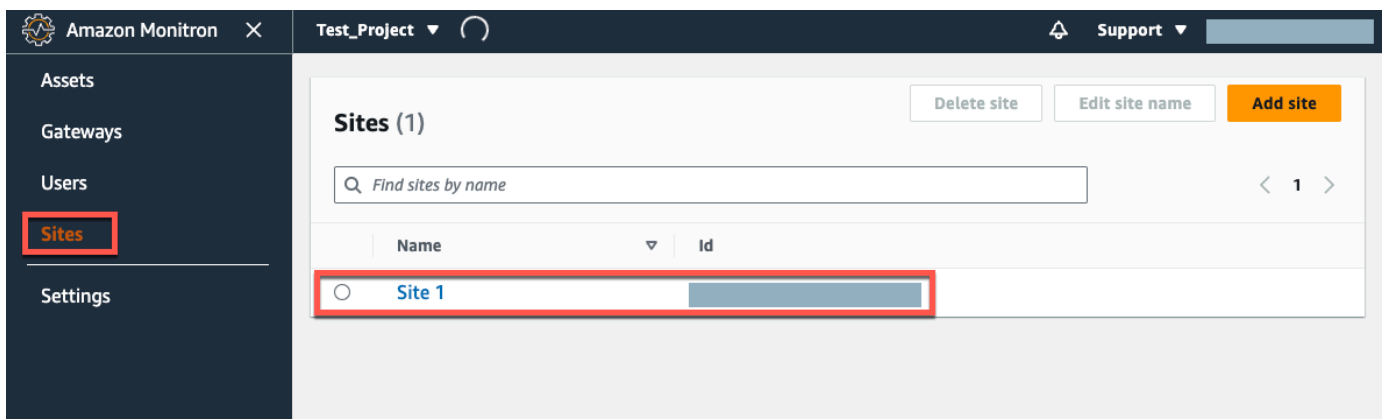 Amazon Monitron
Test_Project
Support
Assets
Gateways
Users
Sites
Settings
Sites (1)
Delete site
Edit site name
Add site
Find sites by name
1
Name
Id
Site 1